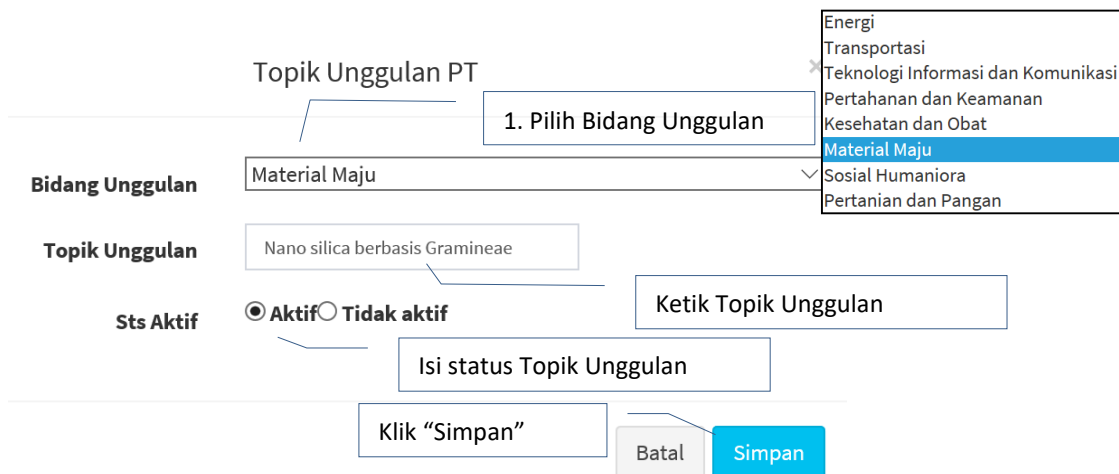 Topik Unggulan PT
×
1. Pilih Bidang Unggulan
Energi
Transportasi
Teknologi Informasi dan Komunikasi
Pertahanan dan Keamanan
Kesehatan dan Obat
Material Maju
Sosial Humaniora
Pertanian dan Pangan
Bidang Unggulan
Material Maju
Topik Unggulan
Nano silica berbasis Gramineae
Ketik Topik Unggulan
Sts Aktif
Aktif Tidak aktif
Isi status Topik Unggulan
Klik “Simpan”
Batal
Simpan